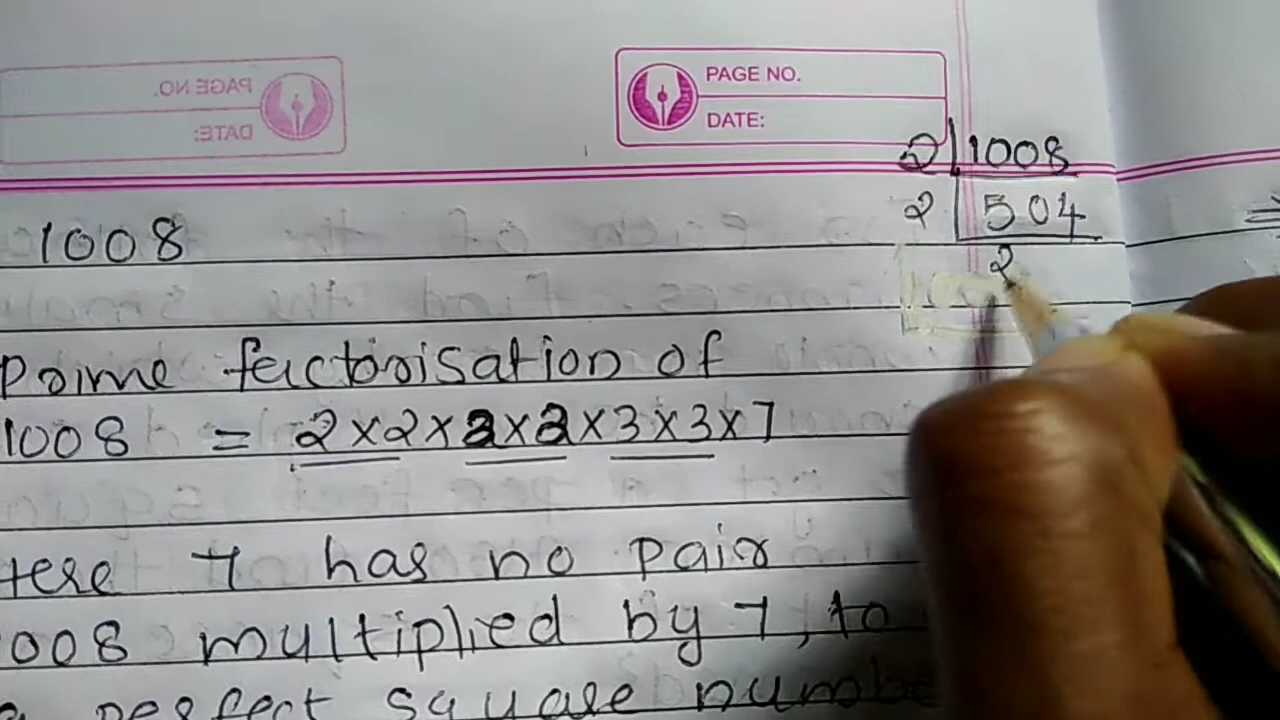 PAGE NO.
DATE:
2 1008
2 504
2
1008
Prime factorisation of
1008 = 2×2×2×2×3×3×7
Here 7 has no pair
1008 multiplied by 7, to
a perfect square number